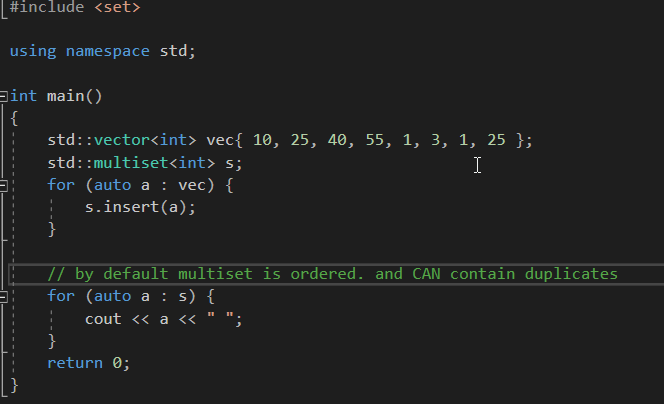 #include <set>
using namespace std;
int main()
{
    std::vector<int> vec{ 10, 25, 40, 55, 1, 3, 1, 25 };
    std::multiset<int> s;
    for (auto a : vec) {
        s.insert(a);
    }
    // by default multiset is ordered. and CAN contain duplicates
    for (auto a : s) {
        cout << a << " ";
    }
    return 0;
}